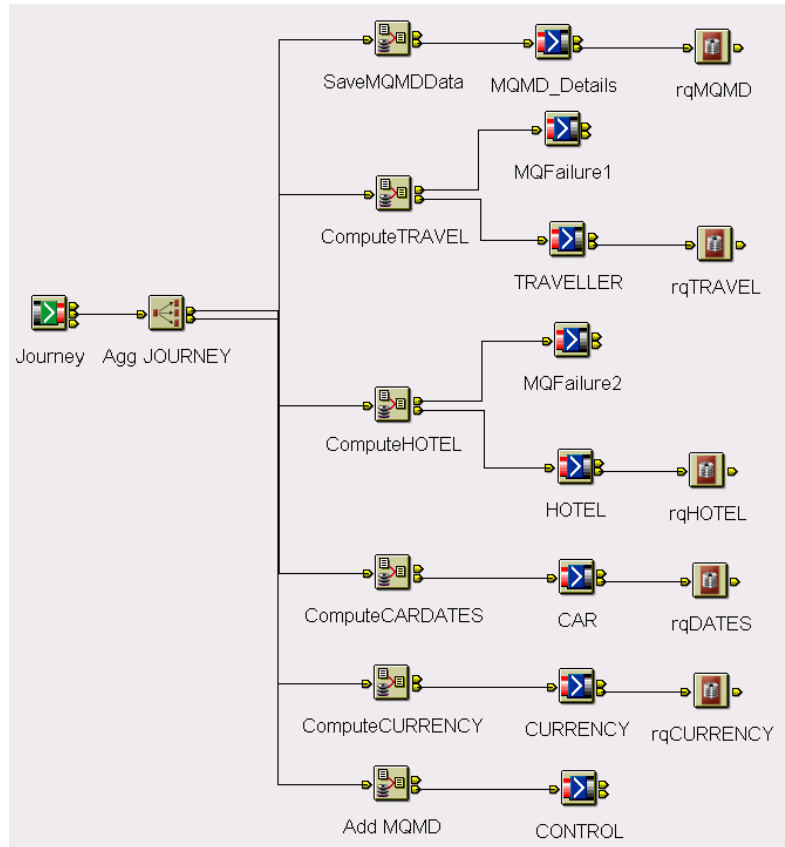 SaveMQMDData MQMD_Details rqMQMD
MQFailure1
ComputeTRAVEL
TRAVELLER rqTRAVEL
Journey Agg JOURNEY
MQFailure2
ComputeHOTEL
HOTEL rqHOTEL
ComputeCARDATES CAR rqDATES
ComputeCURRENCY CURRENCY rqCURRENCY
Add MQMD CONTROL